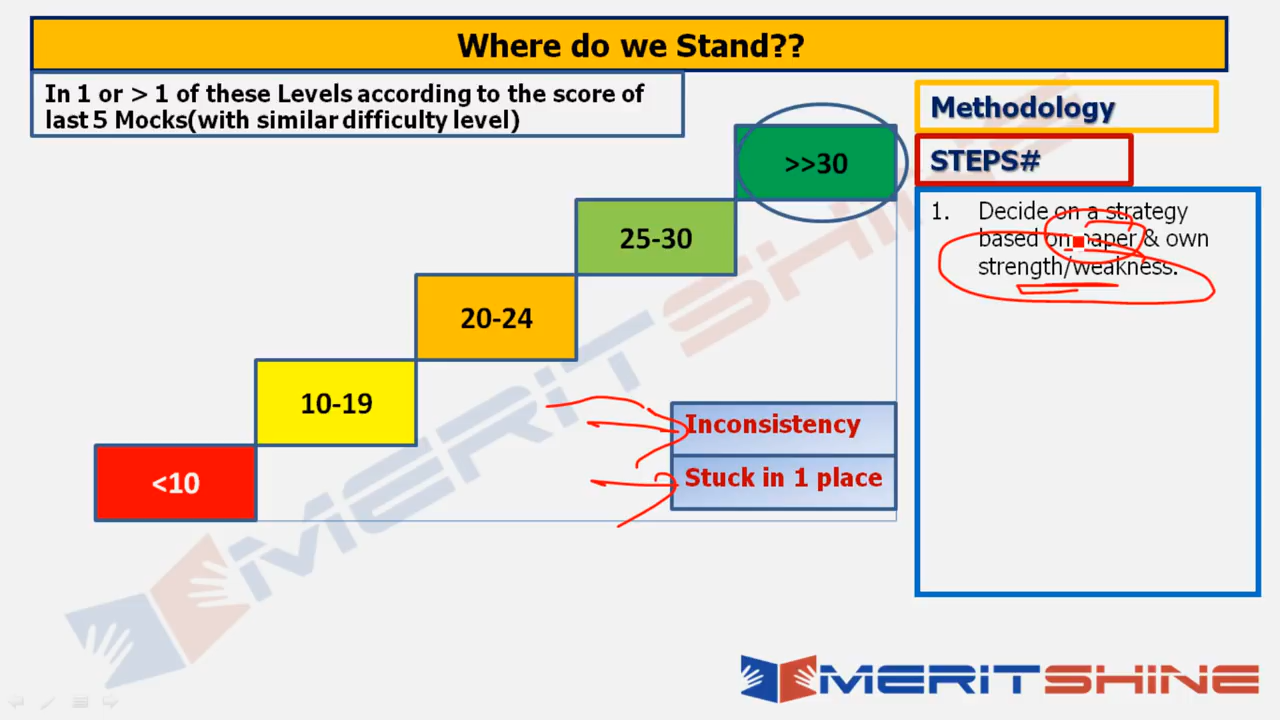 Where do we Stand??
In 1 or > 1 of these Levels according to the score of
last 5 Mocks(with similar difficulty level)
Methodology
STEPS#
1. Decide on a strategy
based on paper & own
strength/weakness.
>>30
25-30
20-24
10-19
<10
Inconsistency
Stuck in 1 place
MERITSHINE
MERITSHINE